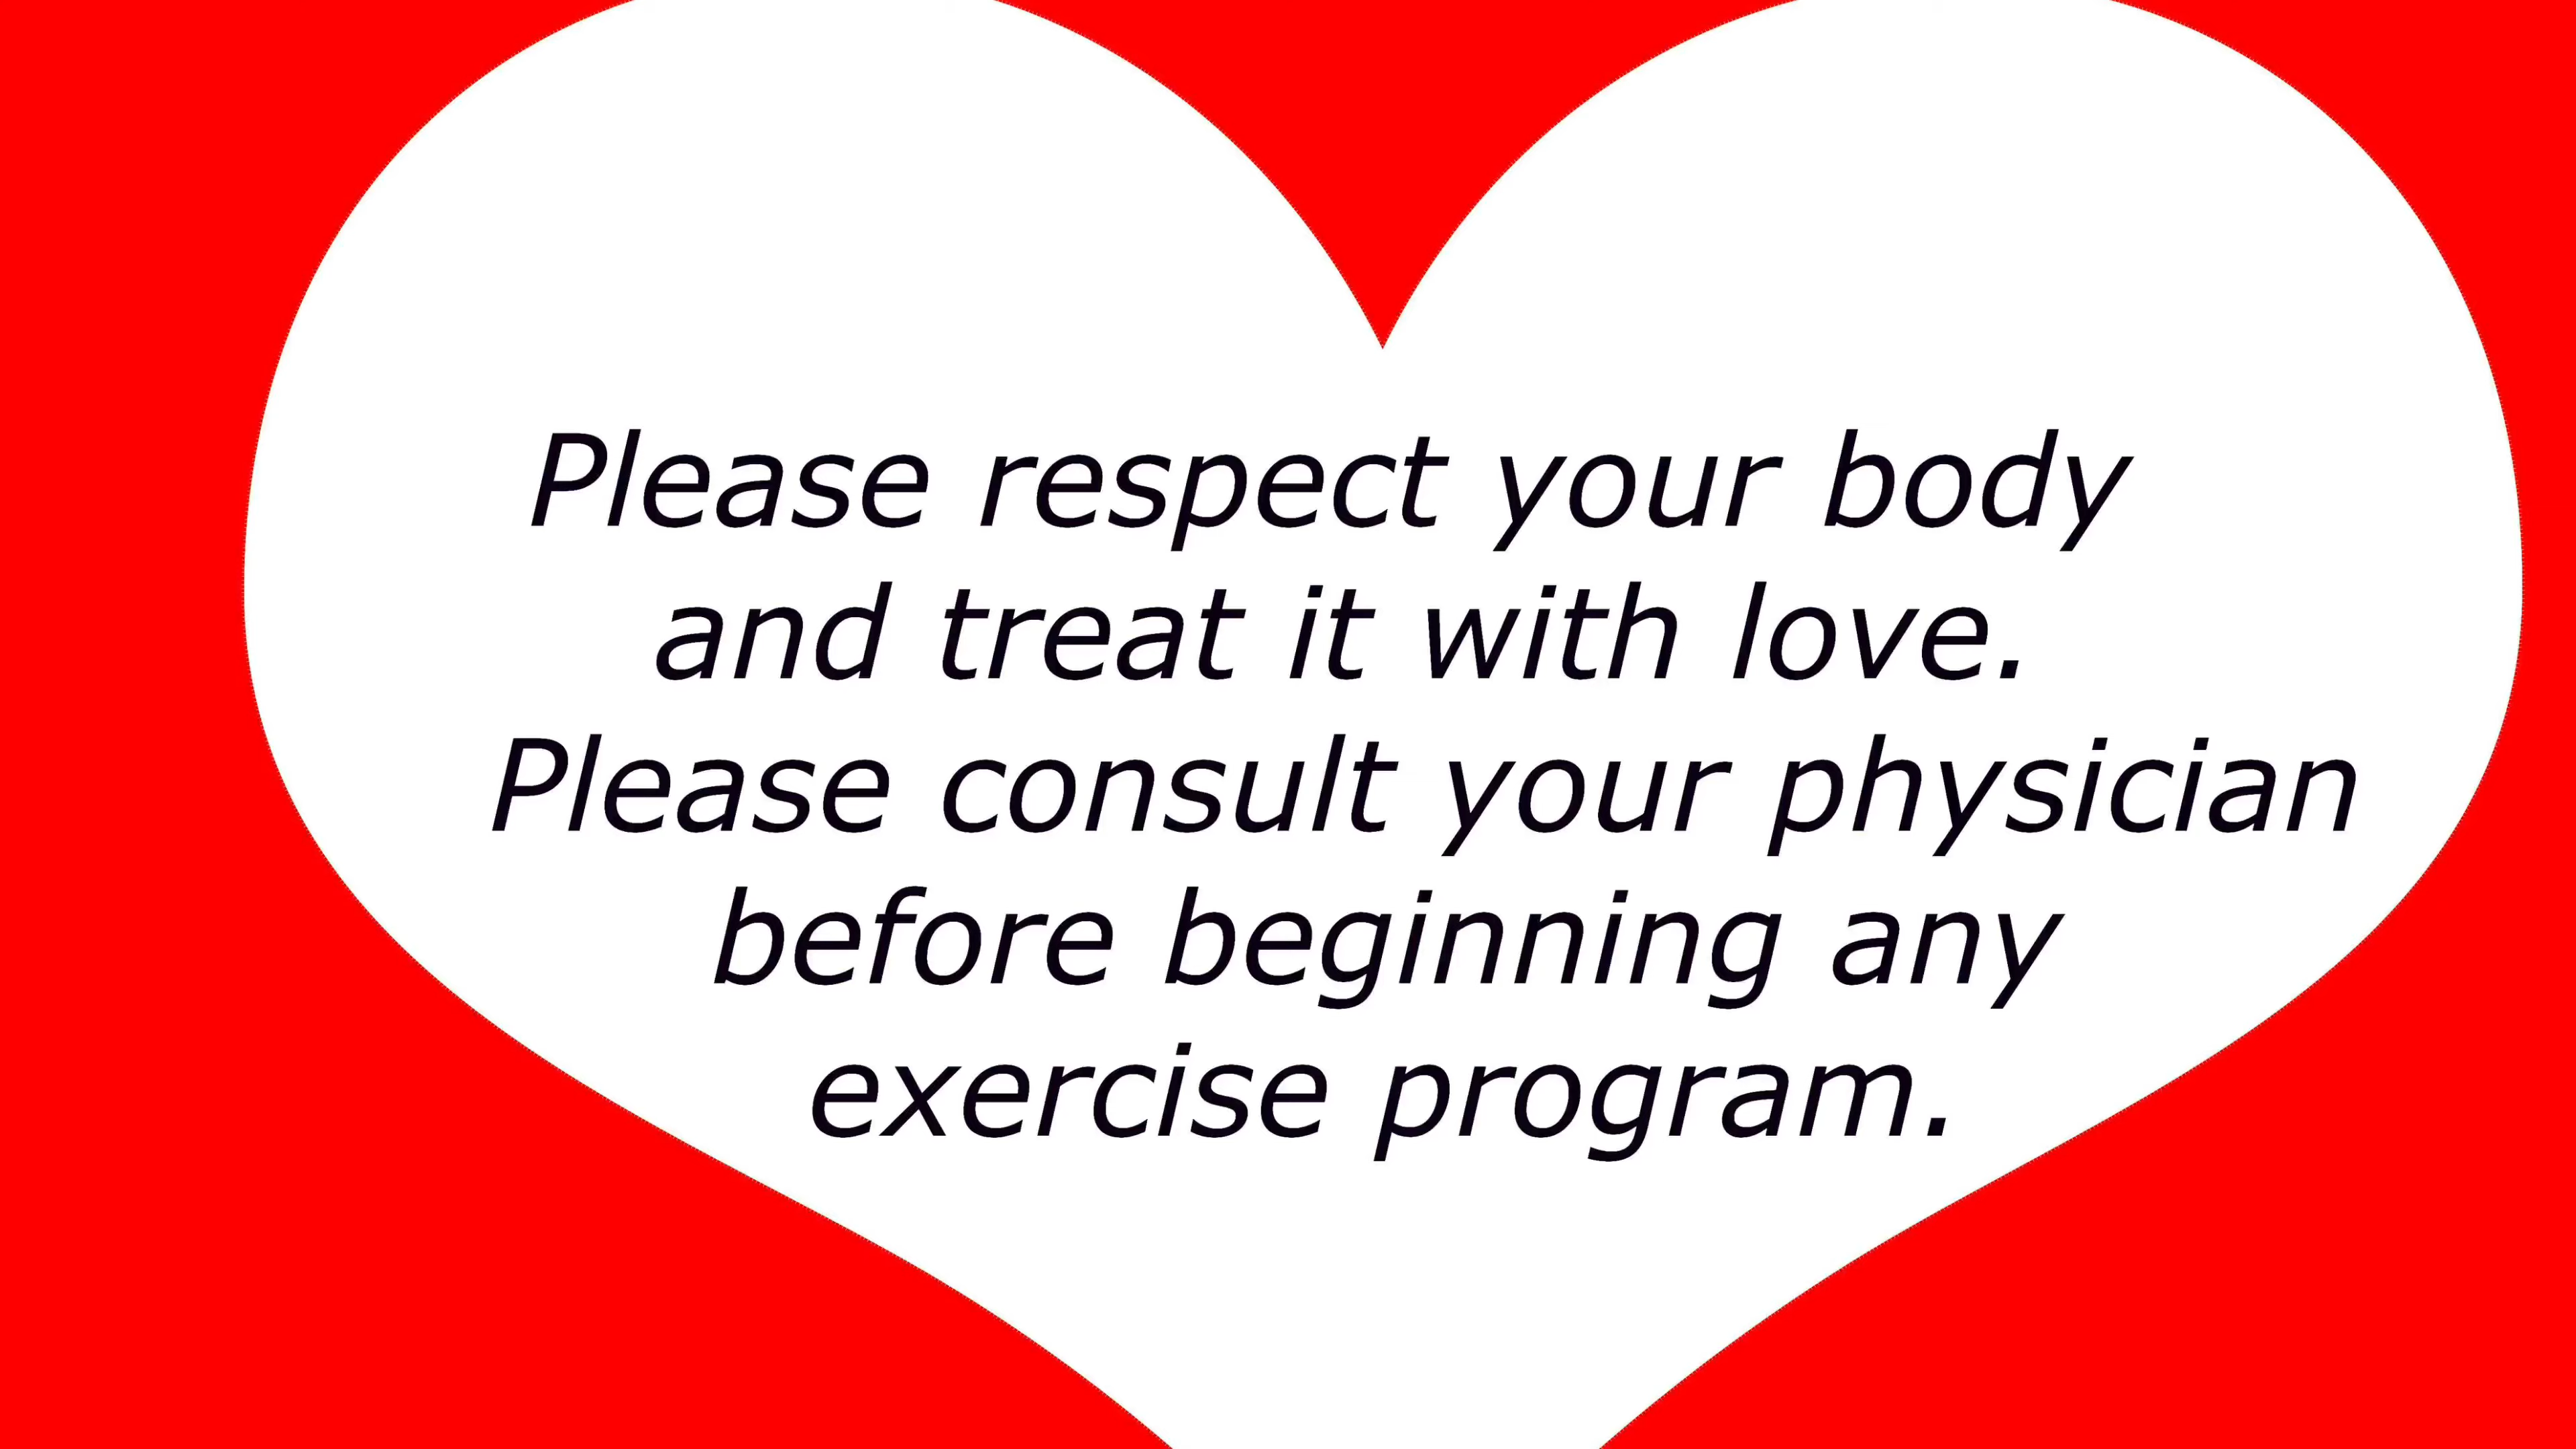 Please respect your body
and treat it with love.
Please consult your physician
before beginning any
exercise program.